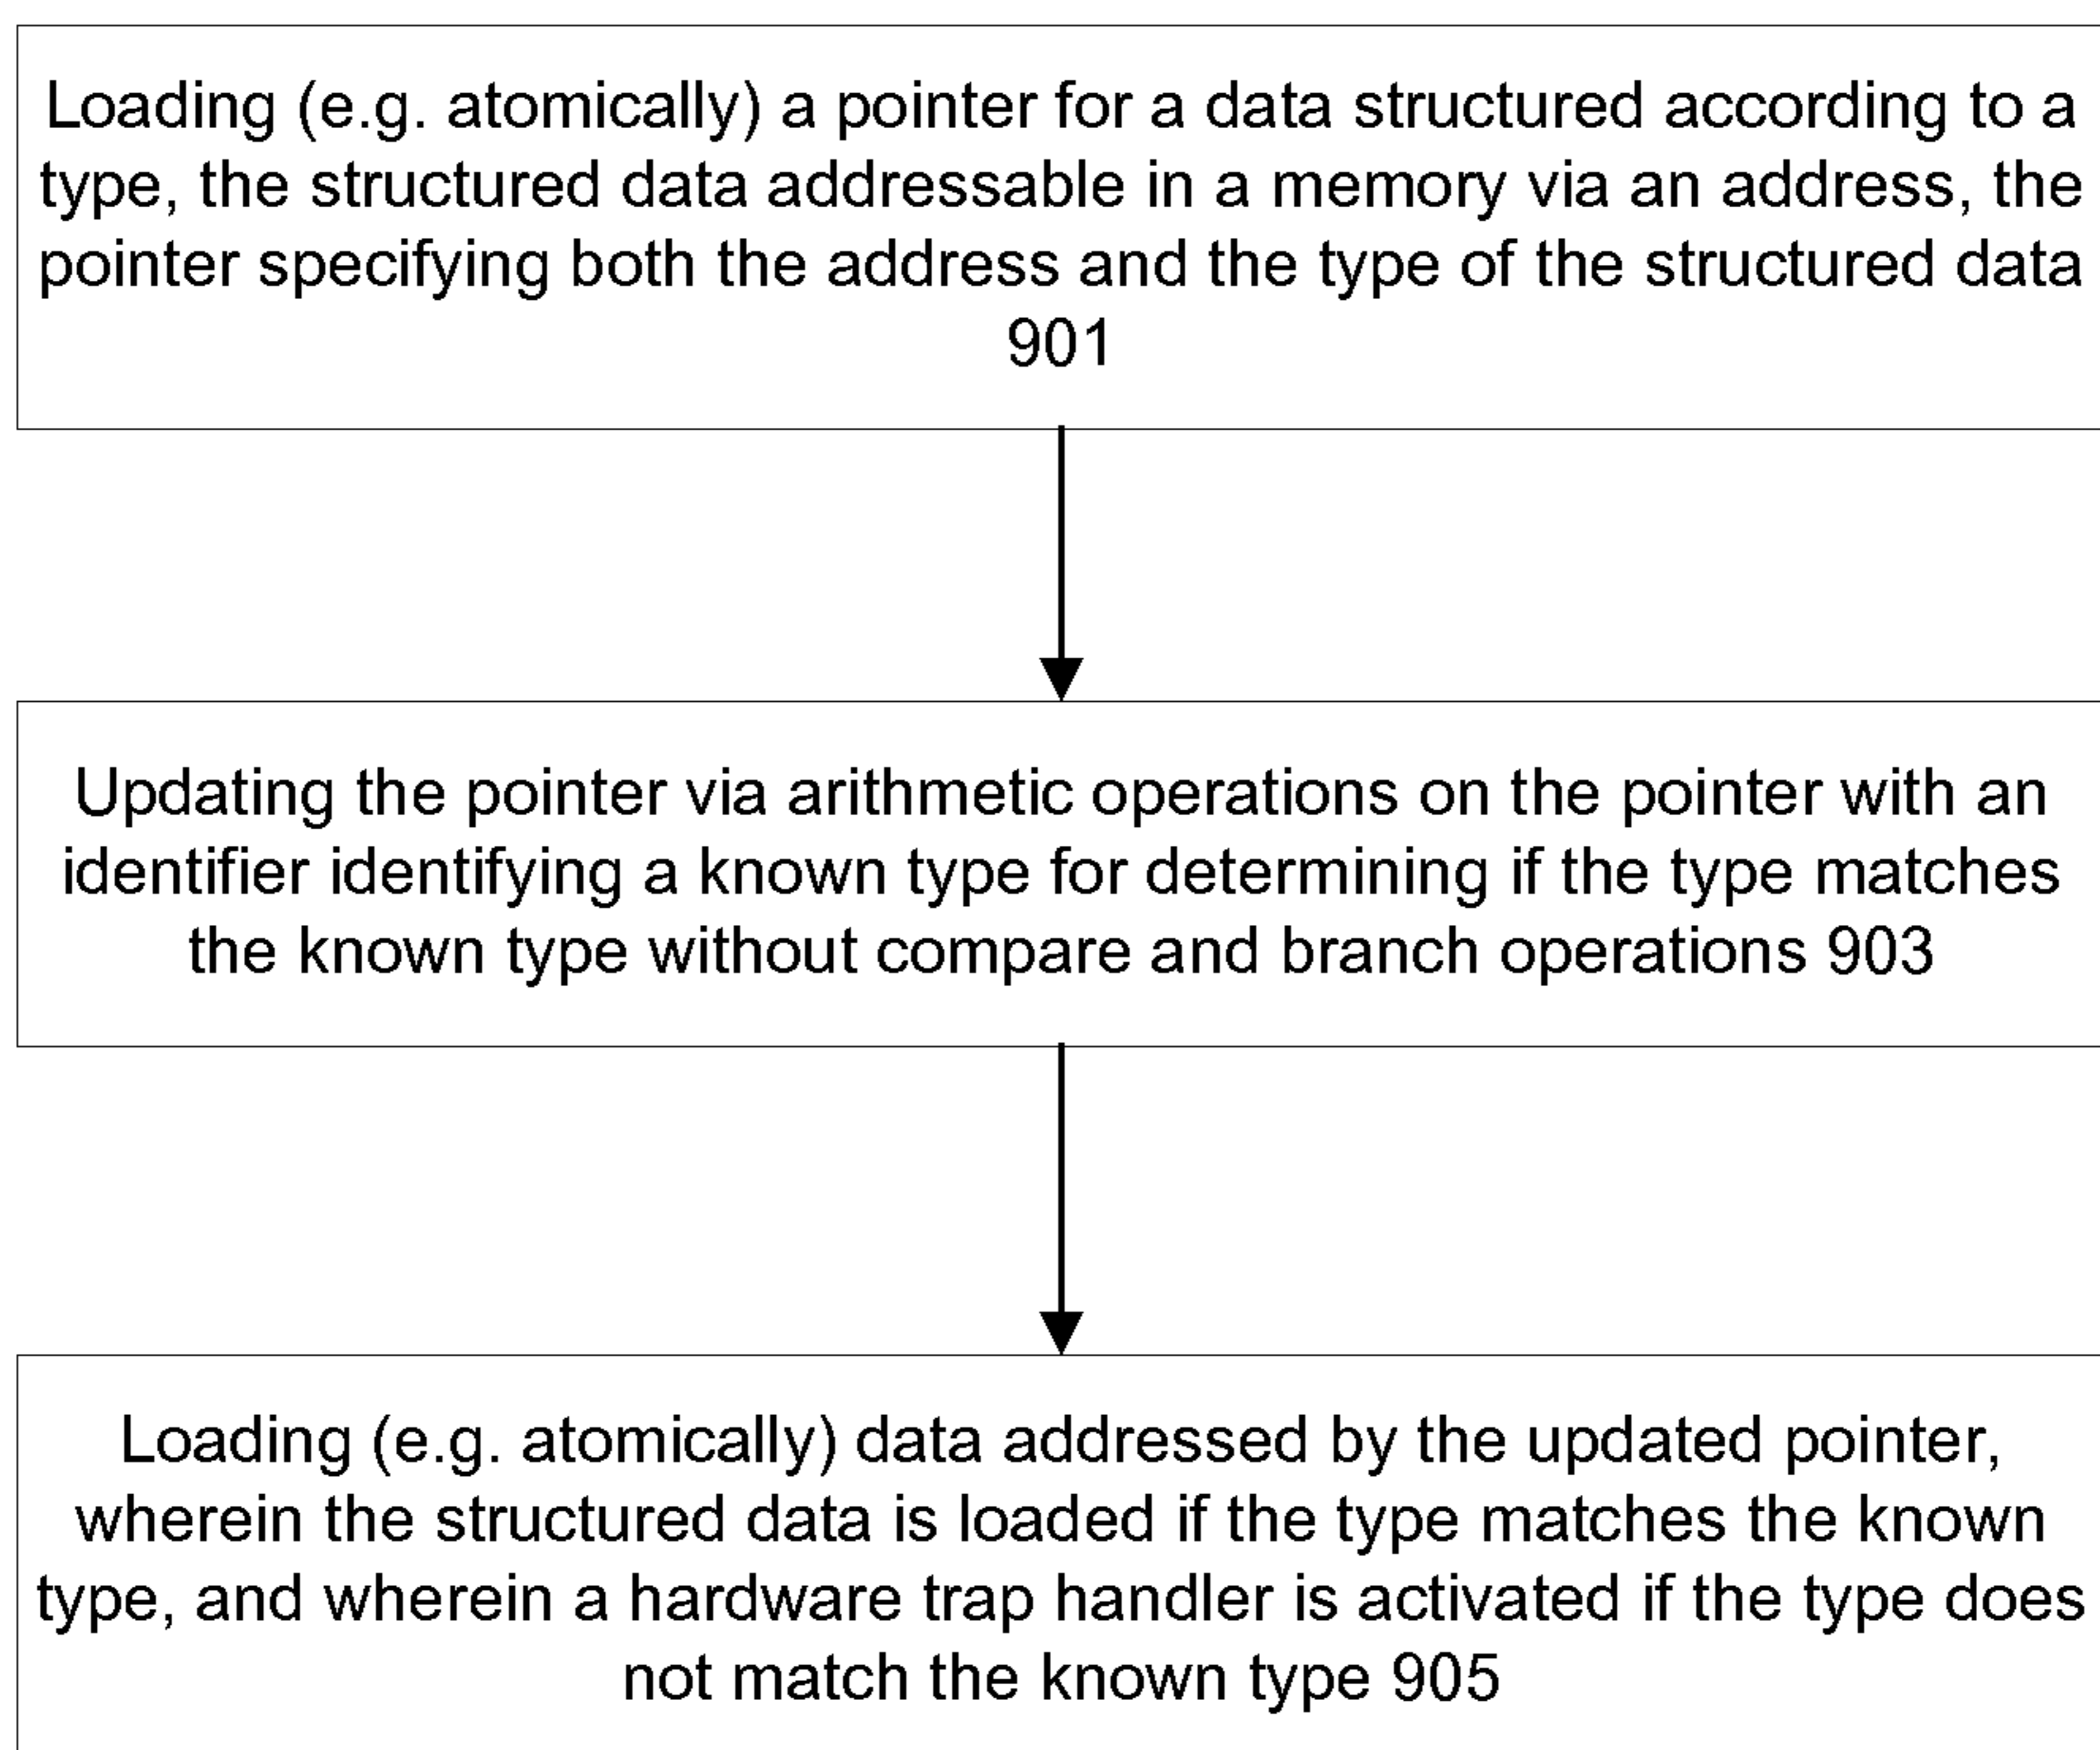 Loading (e.g. atomically) a pointer for a data structured according to a
type, the structured data addressable in a memory via an address, the
pointer specifying both the address and the type of the structured data
901
Updating the pointer via arithmetic operations on the pointer with an
identifier identifying a known type for determining if the type matches
the known type without compare and branch operations 903
Loading (e.g. atomically) data addressed by the updated pointer,
wherein the structured data is loaded if the type matches the known
type, and wherein a hardware trap handler is activated if the type does
not match the known type 905